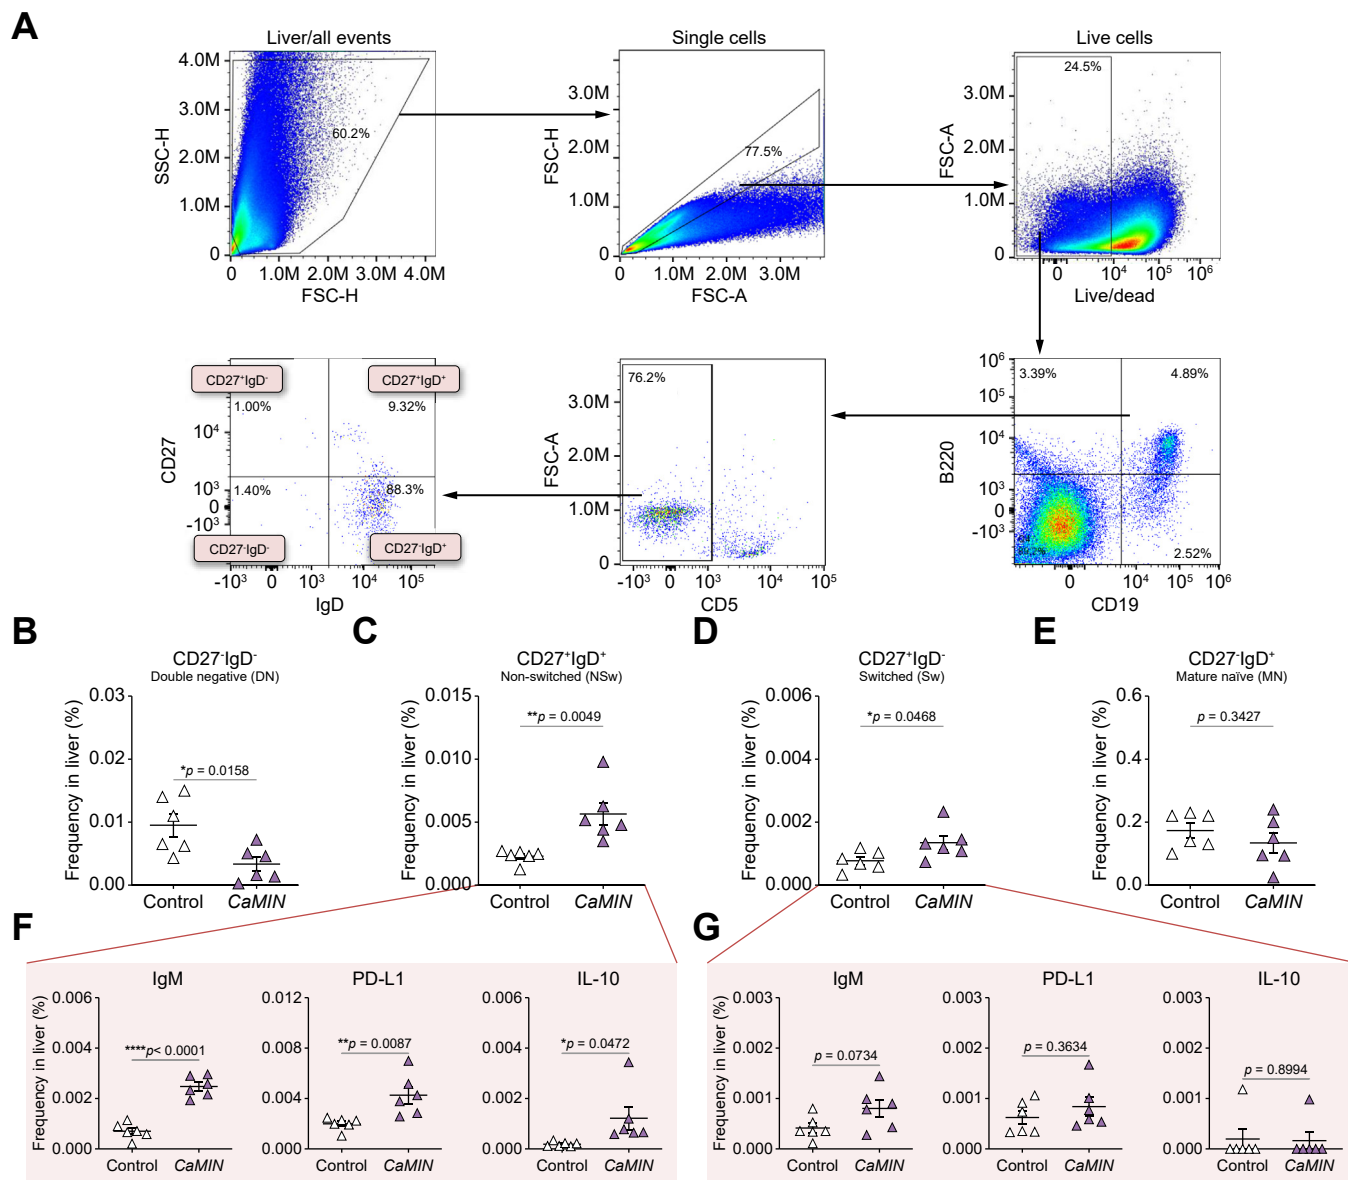 A
Liver/all events
Single cells
Live cells
4.0M
3.0M
2.0M
1.0M
0
SSC-H
60.2%
0 1.0M 2.0M 3.0M 4.0M
FSC-H
3.0M
2.0M
1.0M
0
FSC-H
77.5%
0 1.0M 2.0M 3.0M
FSC-A
3.0M
2.0M
1.0M
0
FSC-A
24.5%
0 10⁴ 10⁵ 10⁶
Live/dead
CD27⁺IgD⁻
CD27⁺IgD⁺
1.00%
9.32%
CD27
10⁴
10³
0
-10³
1.40%
88.3%
CD27⁻IgD⁻
CD27⁻IgD⁺
-10³ 0 10³ 10⁴ 10⁵
IgD
76.2%
3.0M
2.0M
1.0M
0
FSC-A
-10³ 0 10³ 10⁴ 10⁵
CD5
10⁶
10⁵
10⁴
10³
0
-10³
B220
3.39%
4.89%
2.52%
0 10⁴ 10⁵ 10⁶
CD19
B
CD27⁻IgD⁻
Double negative (DN)
Frequency in liver (%)
0.03
0.02
0.01
0.00
*p = 0.0158
Control CaMIN
C
CD27⁺IgD⁺
Non-switched (NSw)
Frequency in liver (%)
0.015
0.010
0.005
0.000
**p = 0.0049
Control CaMIN
D
CD27⁺IgD⁻
Switched (Sw)
Frequency in liver (%)
0.006
0.004
0.002
0.000
*p = 0.0468
Control CaMIN
E
CD27⁻IgD⁺
Mature naïve (MN)
Frequency in liver (%)
0.6
0.4
0.2
0.0
p = 0.3427
Control CaMIN
F
IgM
Frequency in liver (%)
0.006
0.004
0.002
0.000
****p< 0.0001
Control CaMIN
PD-L1
0.012
0.008
0.004
0.000
**p = 0.0087
Control CaMIN
IL-10
0.006
0.004
0.002
0.000
*p = 0.0472
Control CaMIN
G
IgM
Frequency in liver (%)
0.003
0.002
0.001
0.000
p = 0.0734
Control CaMIN
PD-L1
0.003
0.002
0.001
0.000
p = 0.3634
Control CaMIN
IL-10
0.003
0.002
0.001
0.000
p = 0.8994
Control CaMIN